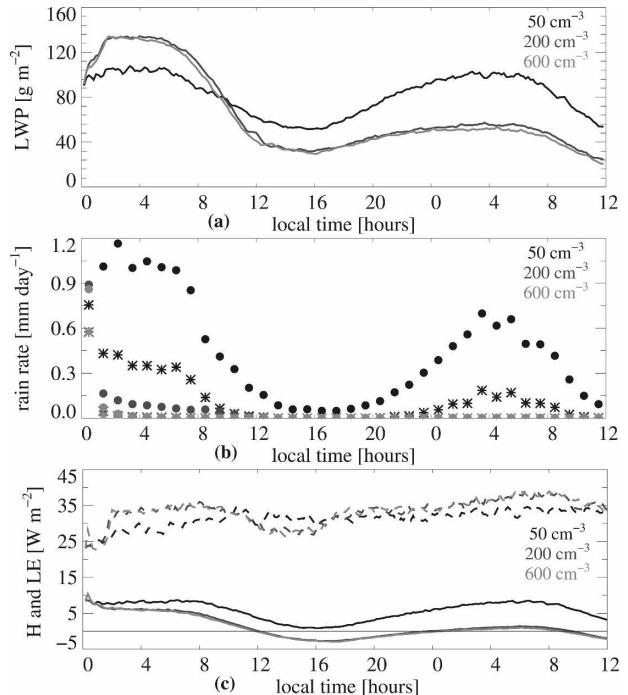 160
120
80
40
0
LWP [g m⁻²]
50 cm⁻³
200 cm⁻³
600 cm⁻³
0 4 8 12 16 20 0 4 8 12
(a) local time [hours]
1.2
0.9
0.6
0.3
0.0
rain rate [mm day⁻¹]
50 cm⁻³
200 cm⁻³
600 cm⁻³
0 4 8 12 16 20 0 4 8 12
(b) local time [hours]
45
35
25
15
5
−5
H and LE [W m⁻²]
50 cm⁻³
200 cm⁻³
600 cm⁻³
0 4 8 12 16 20 0 4 8 12
(c) local time [hours]